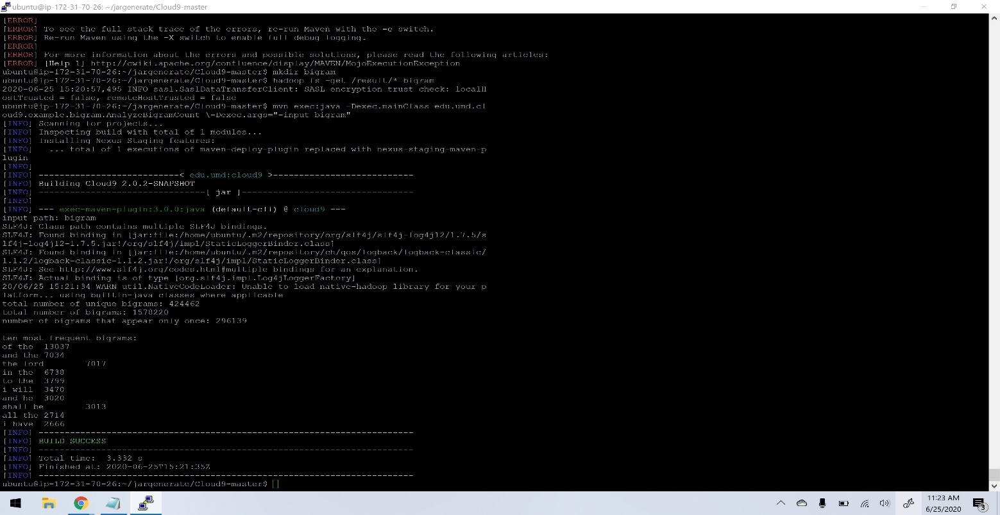 ubuntu@ip-172-31-70-26: ~/jargenerate/Cloud9-master
[ERROR]
[ERROR] To see the full stack trace of the errors, re-run Maven with the -e switch.
[ERROR] Re-run Maven using the -X switch to enable full debug logging.
[ERROR]
[ERROR] For more information about the errors and possible solutions, please read the following articles:
[ERROR] [Help 1] http://cwiki.apache.org/confluence/display/MAVEN/MojoExecutionException
ubuntu@ip-172-31-70-26:~/jargenerate/Cloud9-master$ mkdir bigram
ubuntu@ip-172-31-70-26:~/jargenerate/Cloud9-master$ hadoop fs -get /result/* bigram
2020-06-25 15:20:57,495 INFO sasl.SaslDataTransferClient: SASL encryption trust check: localH
ostTrusted = false, remoteHostTrusted = false
ubuntu@ip-172-31-70-26:~/jargenerate/Cloud9-master$ mvn exec:java -Dexec.mainClass edu.umd.cl
oud9.example.bigram.AnalyzeBigramCount \-Dexec.args="-input bigram"
[INFO] Scanning for projects...
[INFO] Inspecting build with total of 1 modules...
[INFO] Installing Nexus Staging features:
[INFO]   ... total of 1 executions of maven-deploy-plugin replaced with nexus-staging-maven-p
lugin
[INFO]
[INFO] ---------------------------< edu.umd:cloud9 >---------------------------
[INFO] Building Cloud9 2.0.2-SNAPSHOT
[INFO] --------------------------------[ jar ]---------------------------------
[INFO]
[INFO] --- exec-maven-plugin:3.0.0:java (default-cli) @ cloud9 ---
input path: bigram
SLF4J: Class path contains multiple SLF4J bindings.
SLF4J: Found binding in [jar:file:/home/ubuntu/.m2/repository/org/slf4j/slf4j-log4j12/1.7.5/s
lf4j-log4j12-1.7.5.jar!/org/slf4j/impl/StaticLoggerBinder.class]
SLF4J: Found binding in [jar:file:/home/ubuntu/.m2/repository/ch/qos/logback/logback-classic/
1.1.2/logback-classic-1.1.2.jar!/org/slf4j/impl/StaticLoggerBinder.class]
SLF4J: See http://www.slf4j.org/codes.html#multiple_bindings for an explanation.
SLF4J: Actual binding is of type [org.slf4j.impl.Log4jLoggerFactory]
20/06/25 15:21:34 WARN util.NativeCodeLoader: Unable to load native-hadoop library for your p
latform... using builtin-java classes where applicable
total number of unique bigrams: 424462
total number of bigrams: 1578220
number of bigrams that appear only once: 296139
ten most frequent bigrams:
of the 13037
and the 7034
the lord 7017
in the 6738
to the 3799
i will 3470
and he 3020
shall be 3013
all the 2714
i have 2666
[INFO] ------------------------------------------------------------------------
[INFO] BUILD SUCCESS
[INFO] ------------------------------------------------------------------------
[INFO] Total time:  3.332 s
[INFO] Finished at: 2020-06-25T15:21:35Z
[INFO] ------------------------------------------------------------------------
ubuntu@ip-172-31-70-26:~/jargenerate/Cloud9-master$
11:23 AM
6/25/2020
3